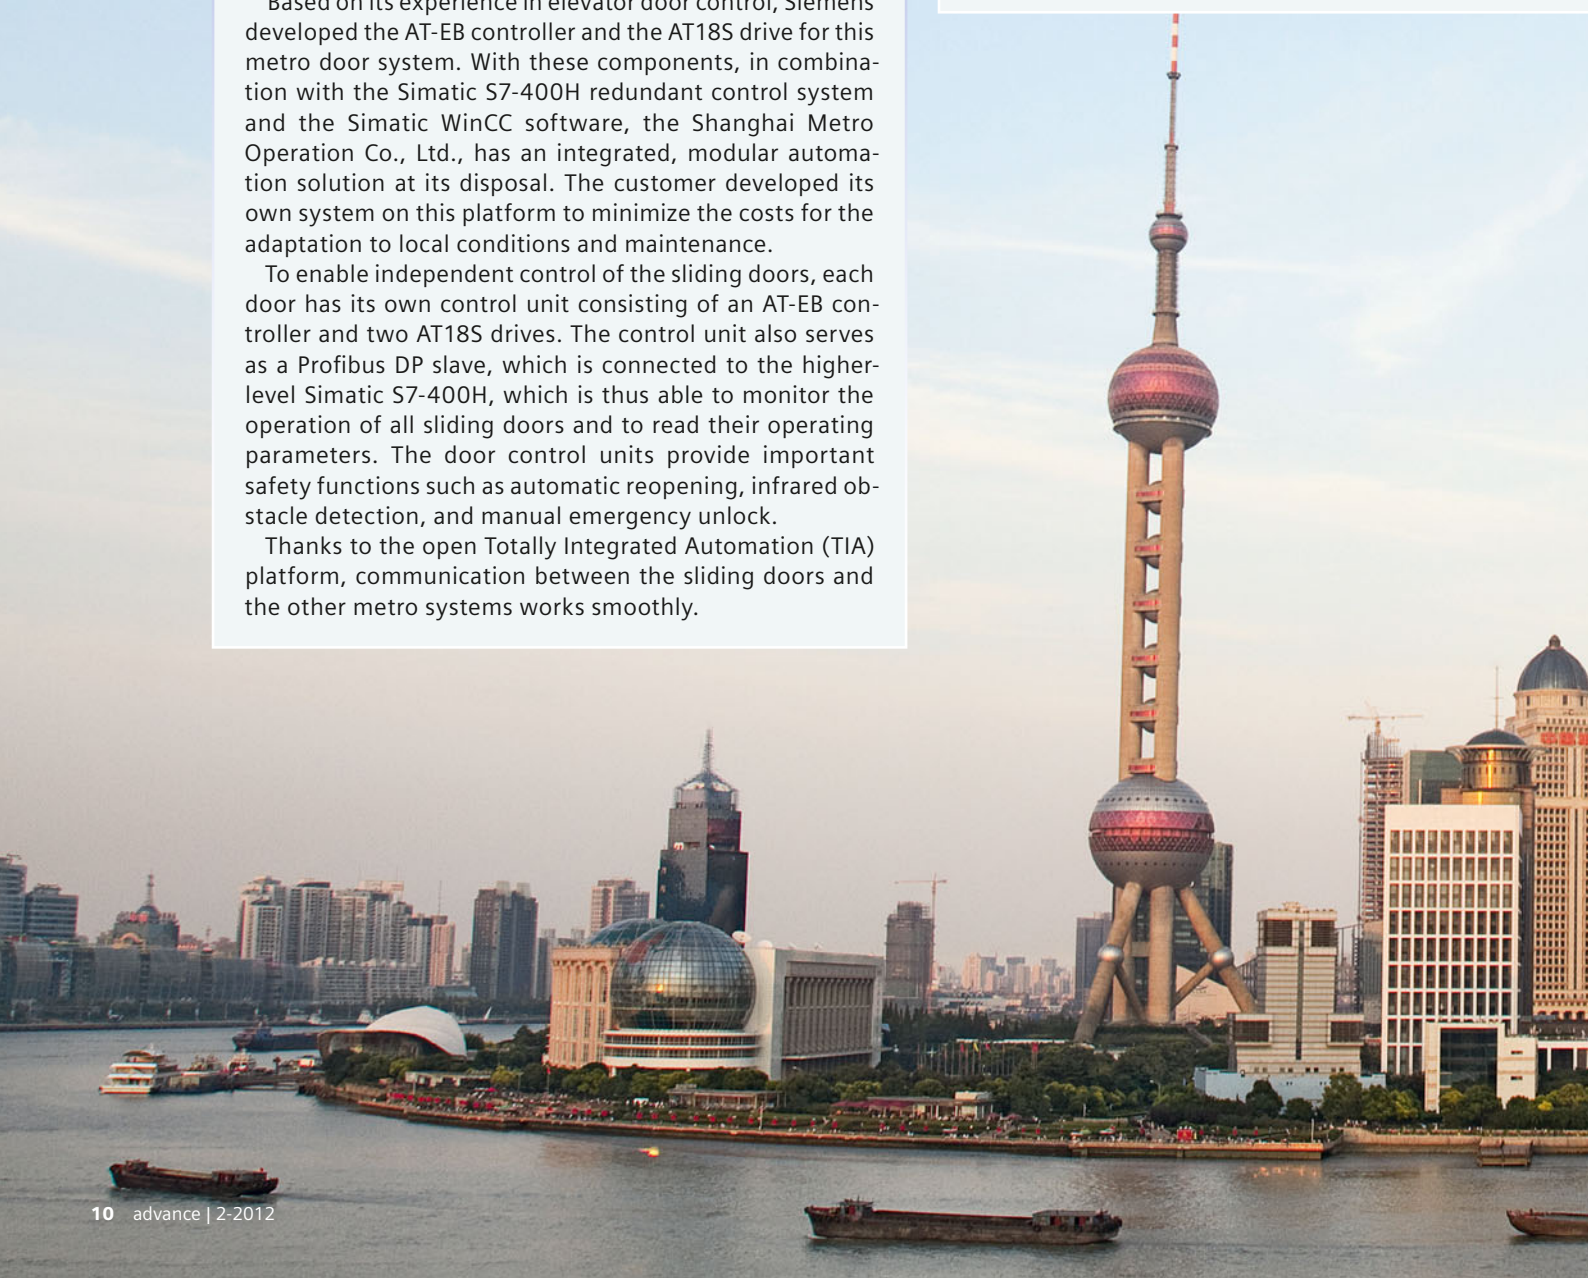 Based on its experience in elevator door control, Siemens
developed the AT-EB controller and the AT18S drive for this
metro door system. With these components, in combina-
tion with the Simatic S7-400H redundant control system
and the Simatic WinCC software, the Shanghai Metro
Operation Co., Ltd., has an integrated, modular automa-
tion solution at its disposal. The customer developed its
own system on this platform to minimize the costs for the
adaptation to local conditions and maintenance.
To enable independent control of the sliding doors, each
door has its own control unit consisting of an AT-EB con-
troller and two AT18S drives. The control unit also serves
as a Profibus DP slave, which is connected to the higher-
level Simatic S7-400H, which is thus able to monitor the
operation of all sliding doors and to read their operating
parameters. The door control units provide important
safety functions such as automatic reopening, infrared ob-
stacle detection, and manual emergency unlock.
Thanks to the open Totally Integrated Automation (TIA)
platform, communication between the sliding doors and
the other metro systems works smoothly.
10 advance | 2-2012